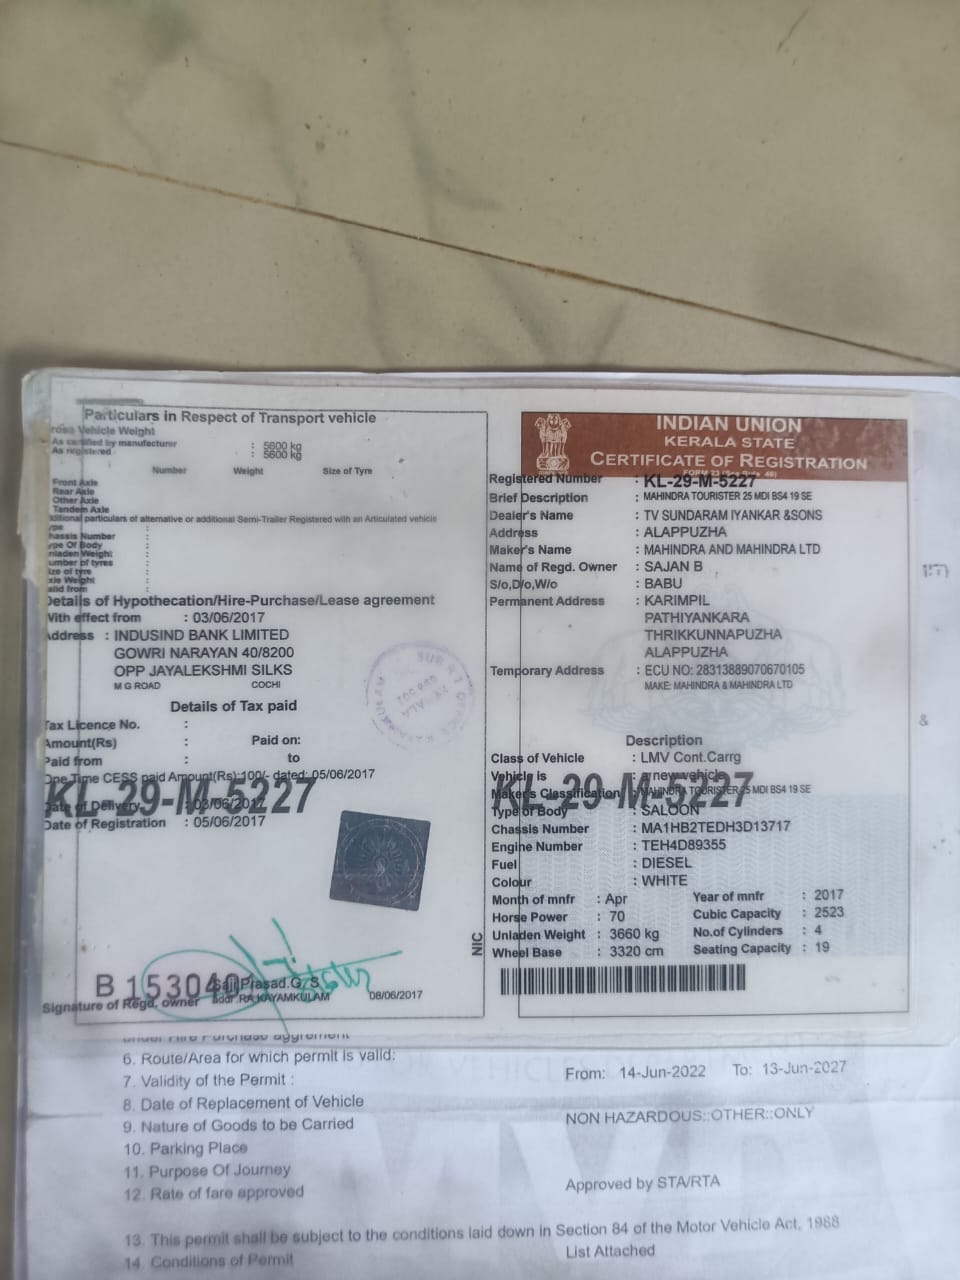 Particulars in Respect of Transport vehicle
Gross Vehicle Weight
As certified by manufacturer : 5600 kg
As registered : 5600 kg
Number Weight Size of Tyre
Front Axle
Rear Axle
Other Axle
Tandem Axle
ditional particulars of alternative or additional Semi-Trailer Registered with an Articulated vehicle
ype :
hassis Number :
ype Of Body :
nladen Weight :
umber of tyres :
ize of tyre :
xle Weight :
alid from :
Details of Hypothecation/Hire-Purchase/Lease agreement
With effect from : 03/06/2017
Address : INDUSIND BANK LIMITED
GOWRI NARAYAN 40/8200
OPP JAYALEKSHMI SILKS
M G ROAD COCHI
Details of Tax paid
Tax Licence No. :
Amount(Rs) : Paid on:
Paid from : to
One Time CESS paid Amount(Rs):100/- dated: 05/06/2017
KL-29-M-5227
Date of Delivery : 03/06/2017
Date of Registration : 05/06/2017
B 1530401
Saji Prasad.G.S
Signature of Regd. owner addl.RA,KAYAMKULAM 08/06/2017
NIC
INDIAN UNION
KERALA STATE
CERTIFICATE OF REGISTRATION
Registered Number : KL-29-M-5227
Brief Description : MAHINDRA TOURISTER 25 MDI BS4 19 SE
Dealer's Name : TV SUNDARAM IYANKAR &SONS
Address : ALAPPUZHA
Maker's Name : MAHINDRA AND MAHINDRA LTD
Name of Regd. Owner : SAJAN B
S/o,D/o,W/o : BABU
Permanent Address : KARIMPIL
PATHIYANKARA
THRIKKUNNAPUZHA
ALAPPUZHA
Temporary Address : ECU NO: 28313889070670105
MAKE: MAHINDRA & MAHINDRA LTD
Description
Class of Vehicle : LMV Cont.Carrg
Vehicle is : a new vehicle
Maker's Classification : MAHINDRA TOURISTER 25 MDI BS4 19 SE
KL-29-M-5227
Type of Body : SALOON
Chassis Number : MA1HB2TEDH3D13717
Engine Number : TEH4D89355
Fuel : DIESEL
Colour : WHITE
Month of mnfr : Apr Year of mnfr : 2017
Horse Power : 70 Cubic Capacity : 2523
Unladen Weight : 3660 kg No.of Cylinders : 4
Wheel Base : 3320 cm Seating Capacity : 19
6. Route/Area for which permit is valid:
7. Validity of the Permit : From: 14-Jun-2022 To: 13-Jun-2027
8. Date of Replacement of Vehicle
9. Nature of Goods to be Carried NON HAZARDOUS::OTHER::ONLY
10. Parking Place
11. Purpose Of Journey
12. Rate of fare approved Approved by STA/RTA
13. This permit shall be subject to the conditions laid down in Section 84 of the Motor Vehicle Act, 1988
14. Conditions of Permit List Attached